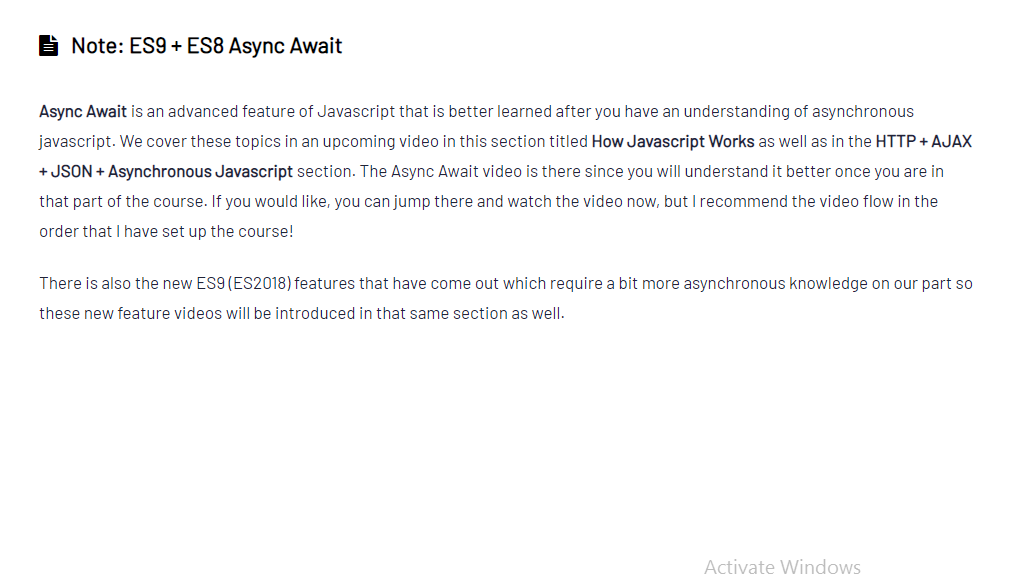 Note: ES9 + ES8 Async Await
Async Await is an advanced feature of Javascript that is better learned after you have an understanding of asynchronous
javascript. We cover these topics in an upcoming video in this section titled How Javascript Works as well as in the HTTP + AJAX
+ JSON + Asynchronous Javascript section. The Async Await video is there since you will understand it better once you are in
that part of the course. If you would like, you can jump there and watch the video now, but I recommend the video flow in the
order that I have set up the course!
There is also the new ES9 (ES2018) features that have come out which require a bit more asynchronous knowledge on our part so
these new feature videos will be introduced in that same section as well.
Activate Windows